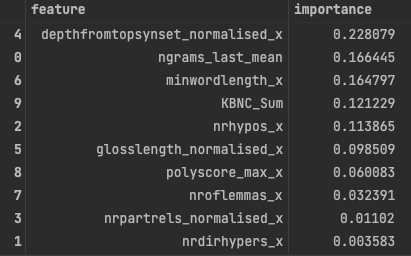 feature importance
4 depthfromtopsynset_normalised_x 0.228079
0 ngrams_last_mean 0.166445
6 minwordlength_x 0.164797
9 KBNC_Sum 0.121229
2 nrhypos_x 0.113865
5 glosslength_normalised_x 0.098509
8 polyscore_max_x 0.060083
7 nroflemmas_x 0.032391
3 nrpartrels_normalised_x 0.01102
1 nrdirhypers_x 0.003583